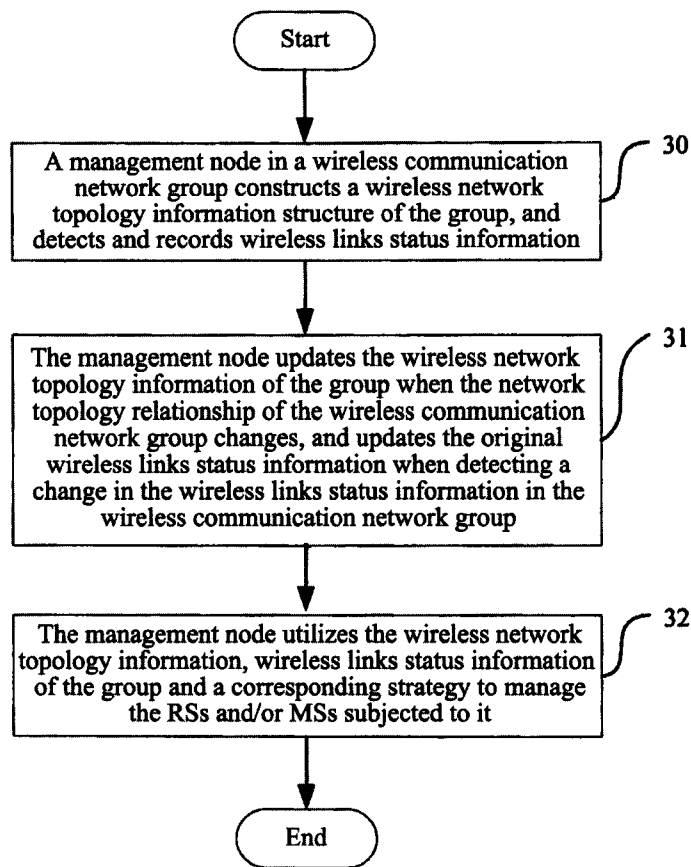 Start
A management node in a wireless communication
network group constructs a wireless network
topology information structure of the group, and
detects and records wireless links status information
30
The management node updates the wireless network
topology information of the group when the network
topology relationship of the wireless communication
network group changes, and updates the original
wireless links status information when detecting a
change in the wireless links status information in the
wireless communication network group
31
The management node utilizes the wireless network
topology information, wireless links status information
of the group and a corresponding strategy to manage
the RSs and/or MSs subjected to it
32
End